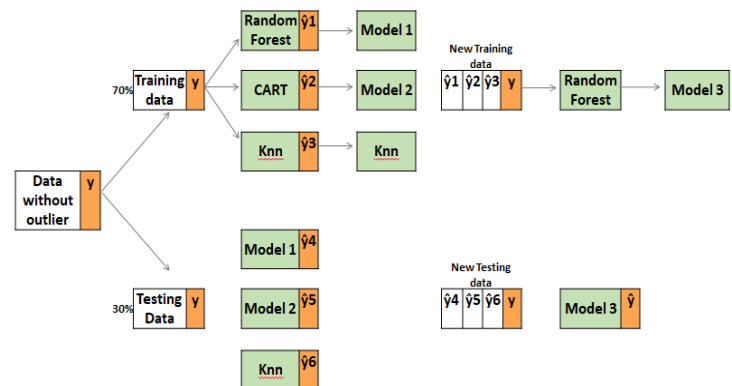 Random
Forest
ŷ1
Model 1
New Training
data
70%
Training
data
y
CART
ŷ2
Model 2
ŷ1 ŷ2 ŷ3 y
Random
Forest
Model 3
Knn
ŷ3
Knn
Data
without
outlier
y
Model 1
ŷ4
New Testing
data
30%
Testing
Data
y
Model 2
ŷ5
ŷ4 ŷ5 ŷ6 y
Model 3
ŷ
Knn
ŷ6